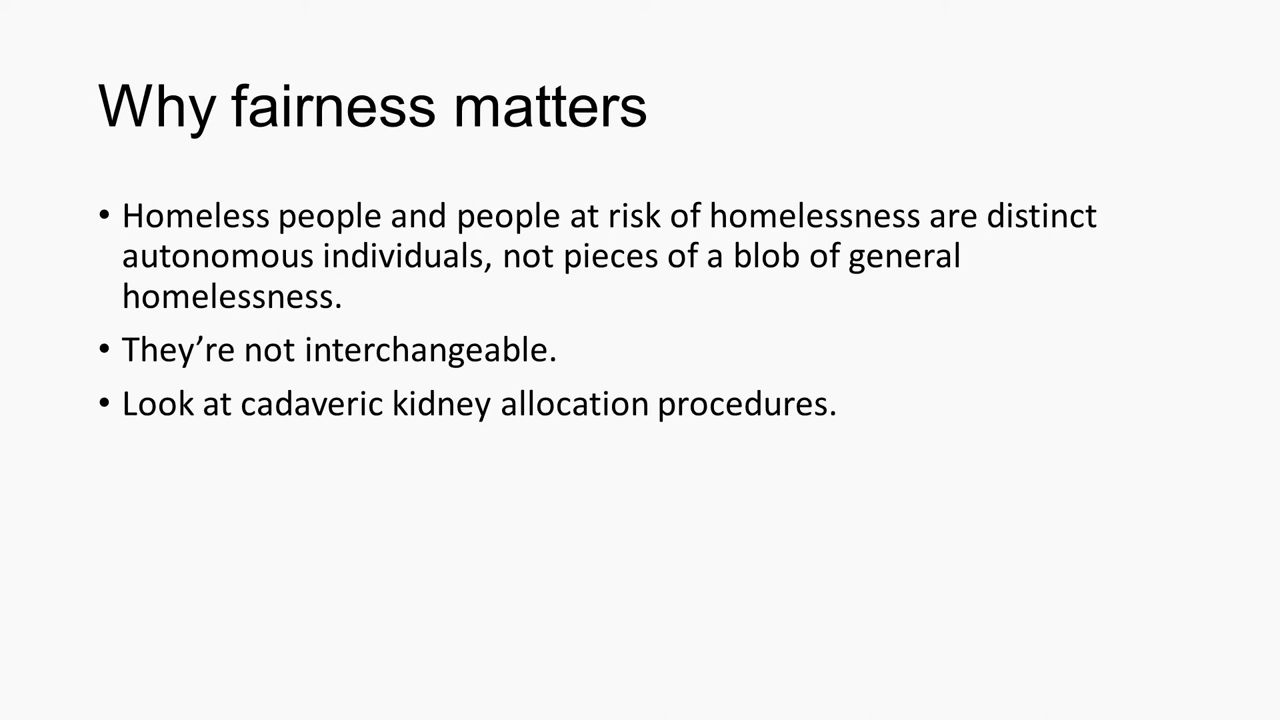 Why fairness matters
• Homeless people and people at risk of homelessness are distinct
autonomous individuals, not pieces of a blob of general
homelessness.
• They’re not interchangeable.
• Look at cadaveric kidney allocation procedures.